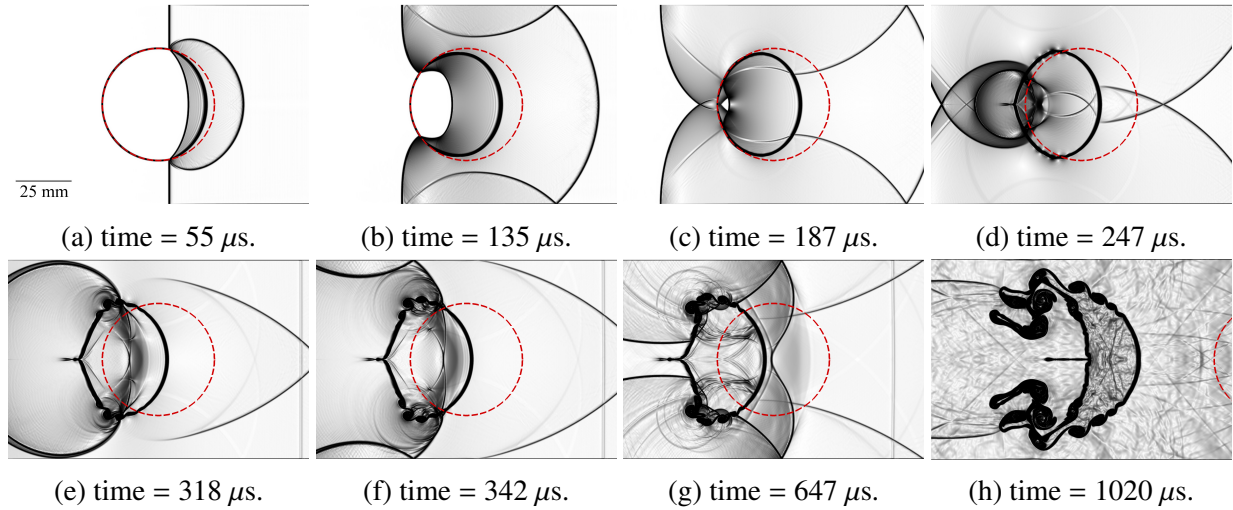 25 mm
(a) time = 55 μs. (b) time = 135 μs. (c) time = 187 μs. (d) time = 247 μs.
(e) time = 318 μs. (f) time = 342 μs. (g) time = 647 μs. (h) time = 1020 μs.